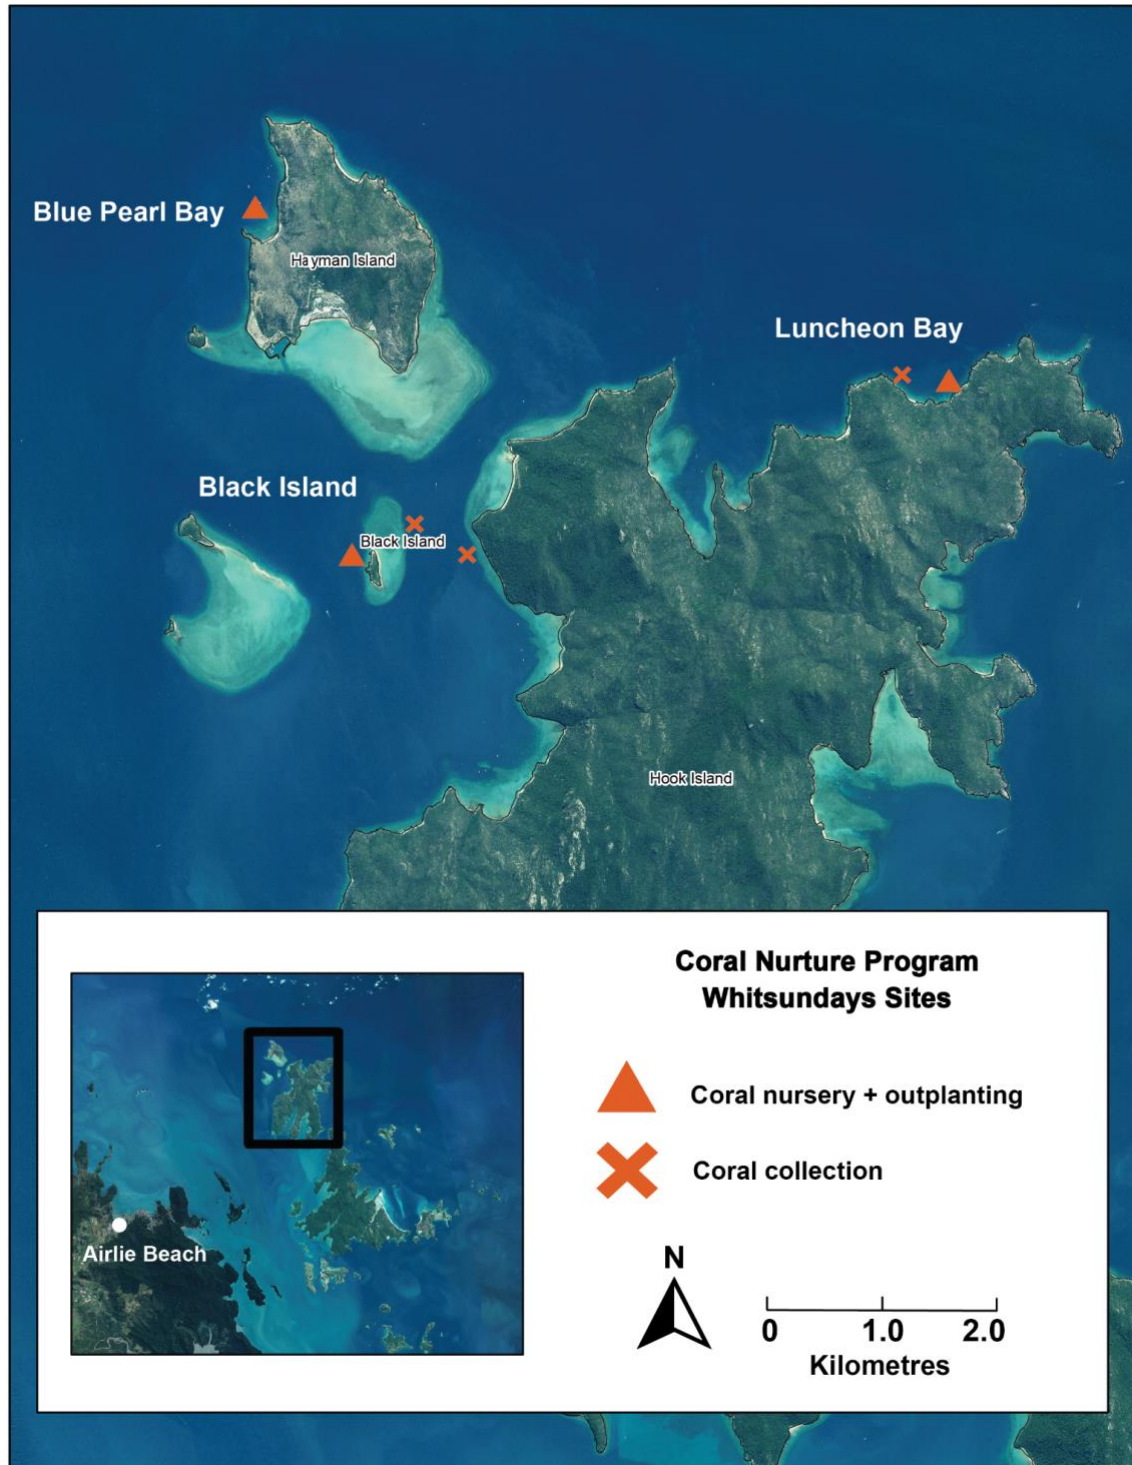 Blue Pearl Bay
Hayman Island
Luncheon Bay
Black Island
Black Island
Hook Island
Coral Nurture Program
Whitsundays Sites
Coral nursery + outplanting
Coral collection
Airlie Beach
N
0 1.0 2.0
Kilometres